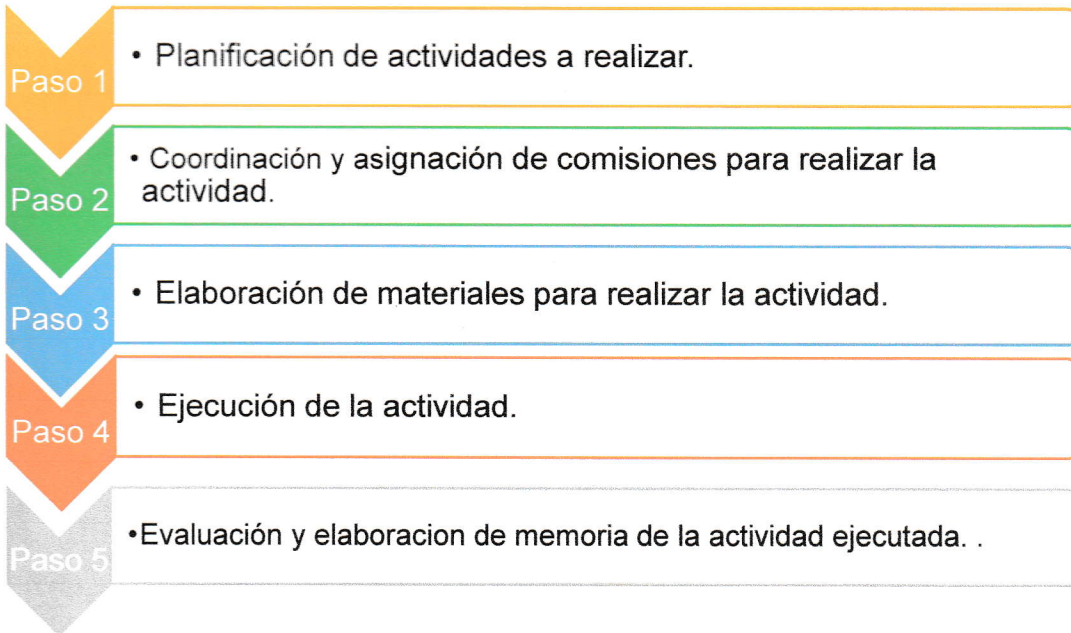 Paso 1
• Planificación de actividades a realizar.
Paso 2
• Coordinación y asignación de comisiones para realizar la
actividad.
Paso 3
• Elaboración de materiales para realizar la actividad.
Paso 4
• Ejecución de la actividad.
Paso 5
•Evaluación y elaboracion de memoria de la actividad ejecutada. .